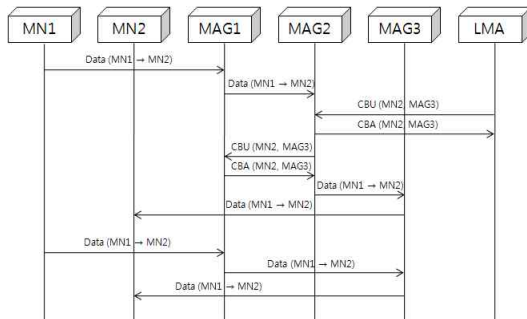 MN1 MN2 MAG1 MAG2 MAG3 LMA
Data (MN1 → MN2)
Data (MN1 → MN2)
CBU (MN2, MAG3)
CBA (MN2, MAG3)
CBU (MN2, MAG3)
CBA (MN2, MAG3)
Data (MN1 → MN2)
Data (MN1 → MN2)
Data (MN1 → MN2)
Data (MN1 → MN2)
Data (MN1 → MN2)